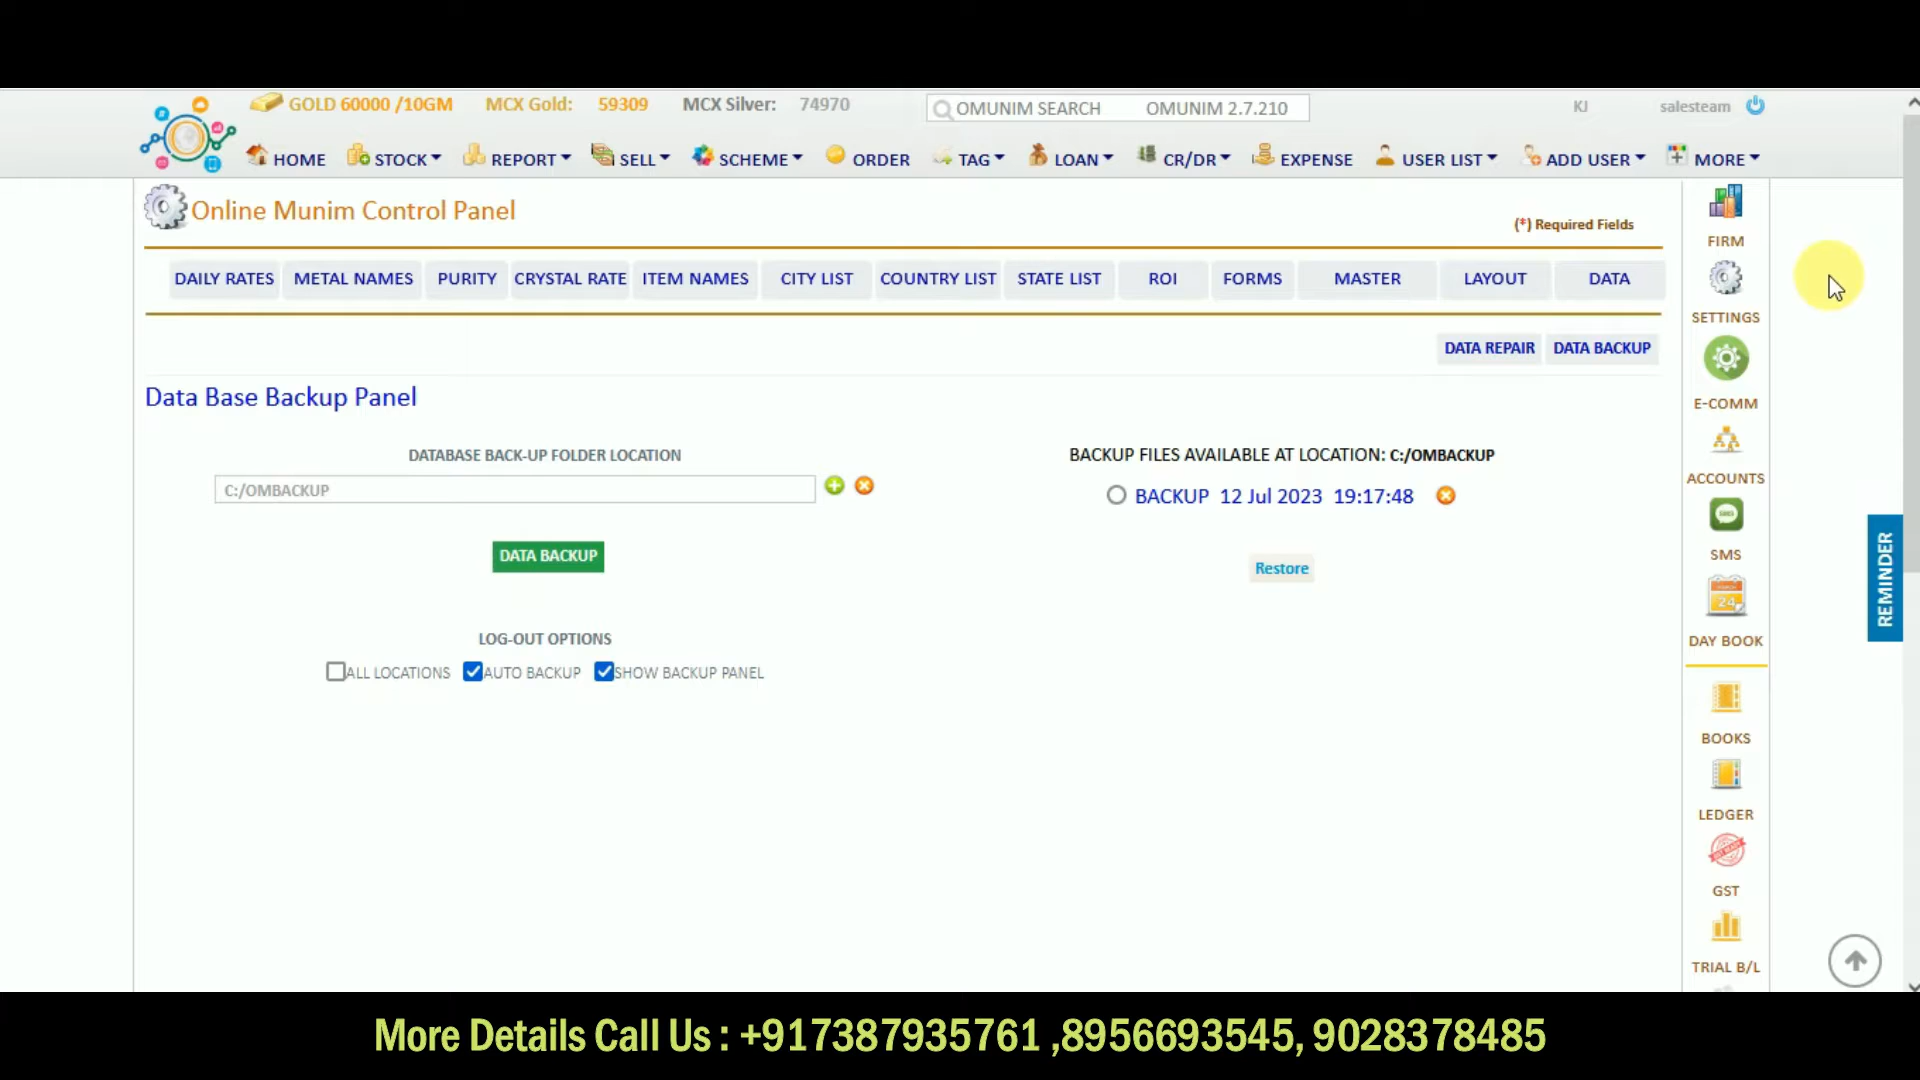 GOLD 60000 /10GM MCX Gold: 59309 MCX Silver: 74970 OMUNIM SEARCH OMUNIM 2.7.210 KJ salesteam
HOME STOCK REPORT SELL SCHEME ORDER TAG LOAN CR/DR EXPENSE USER LIST ADD USER MORE
Online Munim Control Panel
(*) Required Fields
DAILY RATES METAL NAMES PURITY CRYSTAL RATE ITEM NAMES CITY LIST COUNTRY LIST STATE LIST ROI FORMS MASTER LAYOUT DATA
DATA REPAIR DATA BACKUP
Data Base Backup Panel
DATABASE BACK-UP FOLDER LOCATION
C:/OMBACKUP
DATA BACKUP
LOG-OUT OPTIONS
ALL LOCATIONS AUTO BACKUP SHOW BACKUP PANEL
BACKUP FILES AVAILABLE AT LOCATION: C:/OMBACKUP
BACKUP 12 Jul 2023 19:17:48
Restore
FIRM
SETTINGS
E-COMM
ACCOUNTS
SMS
DAY BOOK
24
BOOKS
LEDGER
GST
TRIAL B/L
REMINDER
More Details Call Us : +917387935761 ,8956693545, 9028378485